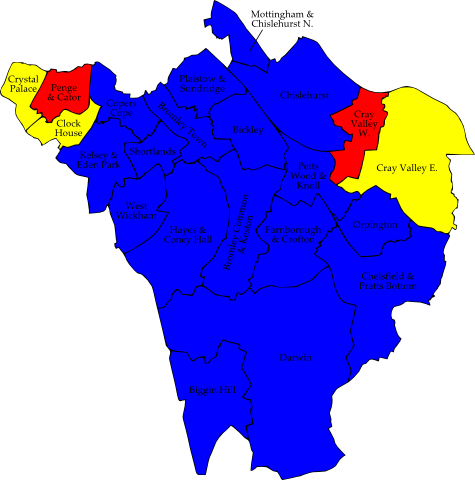 Mottingham &
Chislehurst N.
Crystal
Palace
Penge
& Cator
Clock
House
Copers
Cope
Plaistow &
Sundridge
Chislehurst
Bromley Town
Bickley
Cray
Valley
W.
Cray Valley E.
Kelsey &
Eden Park
Shortlands
Petts
Wood &
Knoll
West
Wickham
Hayes &
Coney Hall
Bromley Common
& Keston
Farnborough
& Crofton
Orpington
Chelsfield &
Pratts Bottom
Darwin
Biggin Hill